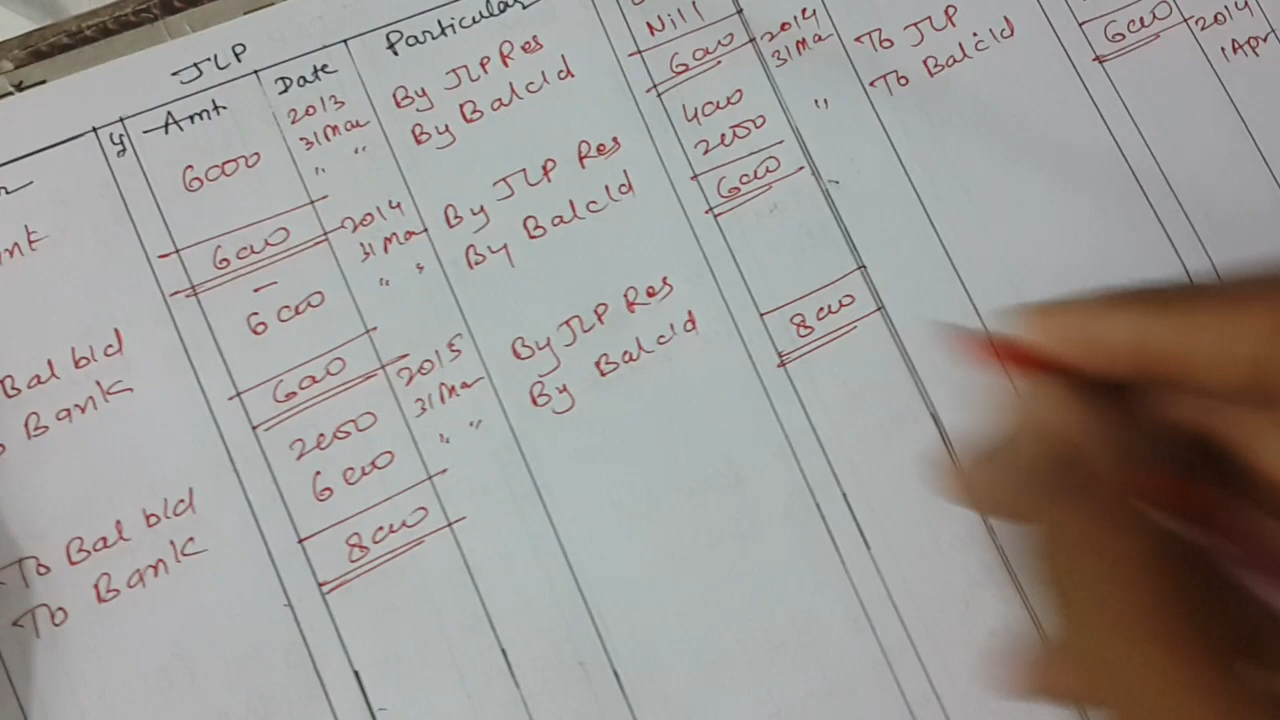 JLP
Amt Date Particular
2013
6000 31 Mar By JLP Res
" " By Bal c/d
6000
2014
- 31 Mar By JLP Res
6000 " " By Bal c/d
6000
Bal b/d 2000 2015
Bank 6000 31 Mar By JLP Res
" " By Bal c/d
8000
To Bal b/d
To Bank
Nill
6000
4000
2000
6000
8000
2014
31 Mar To JLP
" To Bal c/d
6000
2014
1 Apr